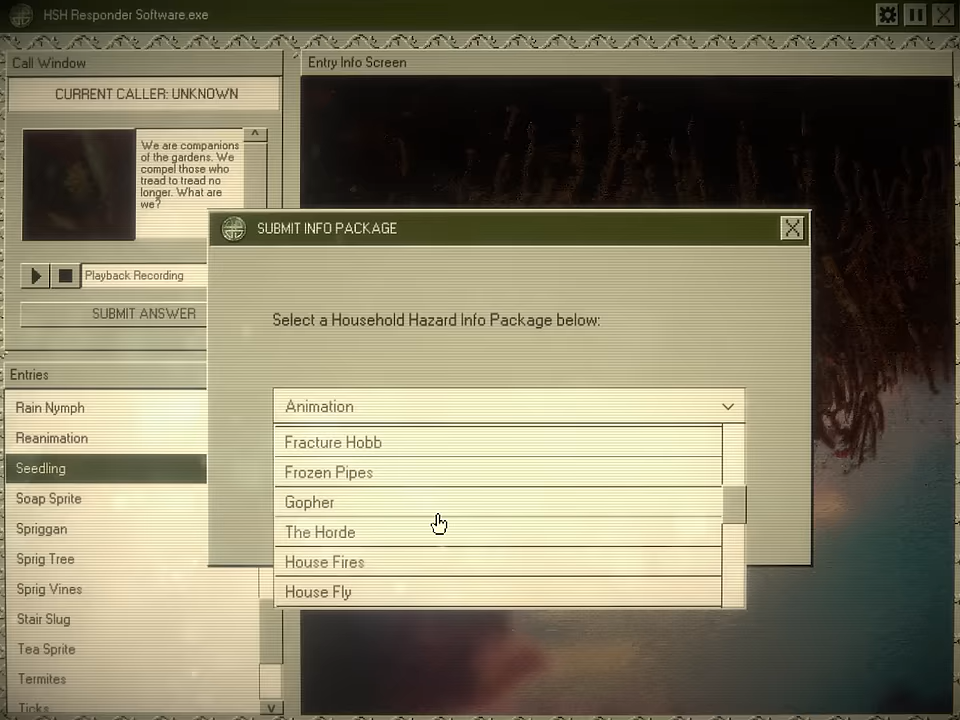 HSH Responder Software.exe
Call Window
Entry Info Screen
CURRENT CALLER: UNKNOWN
We are companions
of the gardens. We
compel those who
tread to tread no
longer. What are
we?
SUBMIT INFO PACKAGE
Playback Recording
SUBMIT ANSWER
Select a Household Hazard Info Package below:
Entries
Animation
Rain Nymph
Reanimation
Seedling
Soap Sprite
Spriggan
Sprig Tree
Sprig Vines
Stair Slug
Tea Sprite
Termites
Ticks
Fracture Hobb
Frozen Pipes
Gopher
The Horde
House Fires
House Fly